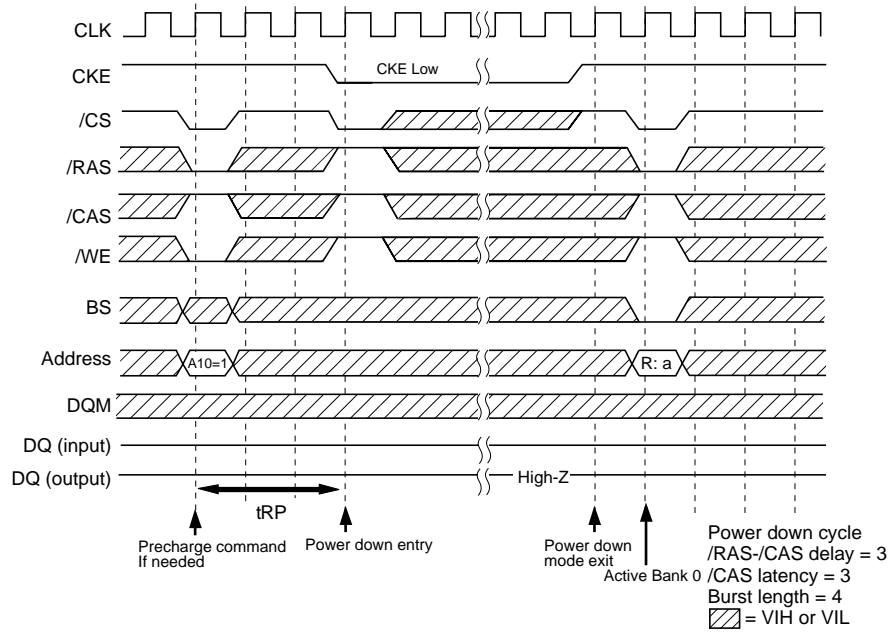 CLK
CKE
CKE Low
/CS
/RAS
/CAS
/WE
BS
Address
A10=1
R: a
DQM
DQ (input)
DQ (output)
High-Z
tRP
Precharge command
If needed
Power down entry
Power down
mode exit
Active Bank 0
Power down cycle
/RAS-/CAS delay = 3
/CAS latency = 3
Burst length = 4
= VIH or VIL